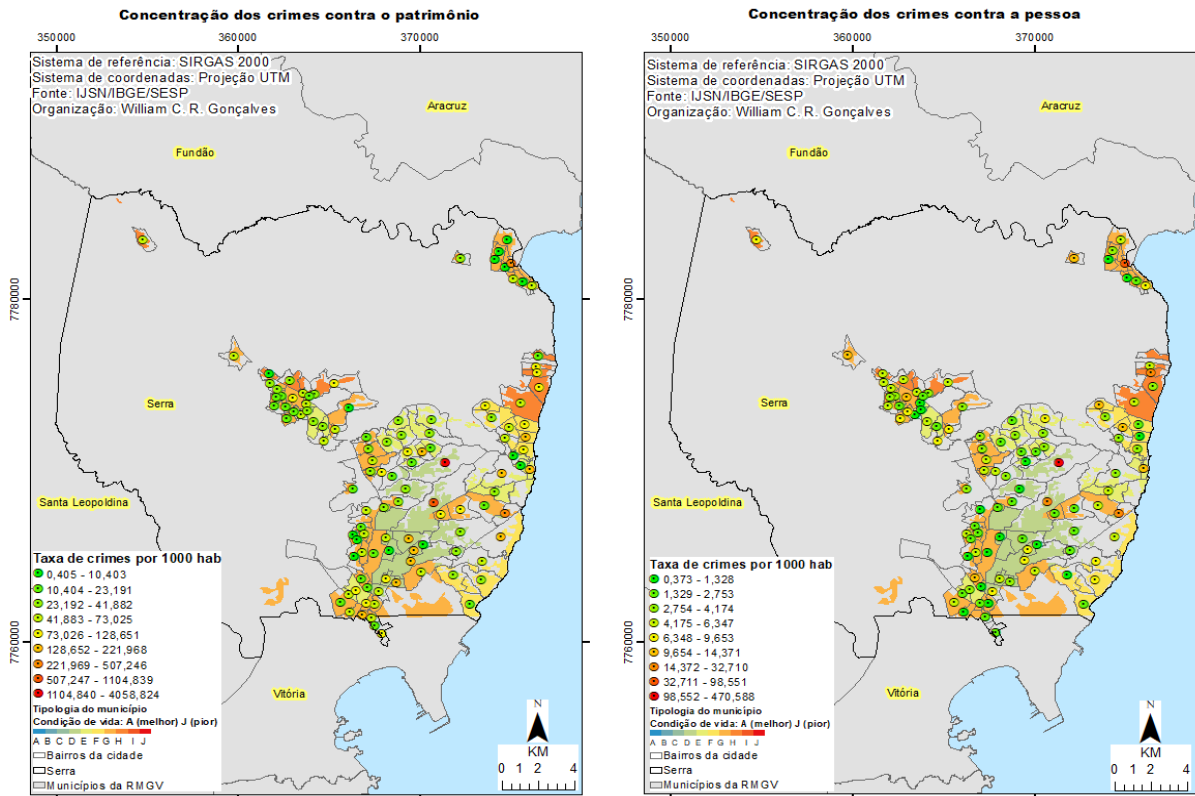 Concentração dos crimes contra o patrimônio
350000 360000 370000
Sistema de referência: SIRGAS 2000
Sistema de coordenadas: Projeção UTM
Fonte: IJSN/IBGE/SESP
Organização: William C. R. Gonçalves
Aracruz
Fundão
7780000
Serra
Santa Leopoldina
Taxa de crimes por 1000 hab
0,405 - 10,403
10,404 - 23,191
23,192 - 41,882
41,883 - 73,025
73,026 - 128,651
128,652 - 221,968
221,969 - 507,246
507,247 - 1104,839
1104,840 - 4058,824
Tipologia do município
Condição de vida: A (melhor) J (pior)
A B C D E F G H I J
Bairros da cidade
Serra
Municípios da RMGV
7760000
Vitória
N
KM
0 1 2 4
Concentração dos crimes contra a pessoa
350000 360000 370000
Sistema de referência: SIRGAS 2000
Sistema de coordenadas: Projeção UTM
Fonte: IJSN/IBGE/SESP
Organização: William C. R. Gonçalves
Aracruz
Fundão
7780000
Serra
Santa Leopoldina
Taxa de crimes por 1000 hab
0,373 - 1,328
1,329 - 2,753
2,754 - 4,174
4,175 - 6,347
6,348 - 9,653
9,654 - 14,371
14,372 - 32,710
32,711 - 98,551
98,552 - 470,588
Tipologia do município
Condição de vida: A (melhor) J (pior)
A B C D E F G H I J
Bairros da cidade
Serra
Municípios da RMGV
7760000
Vitória
N
KM
0 1 2 4